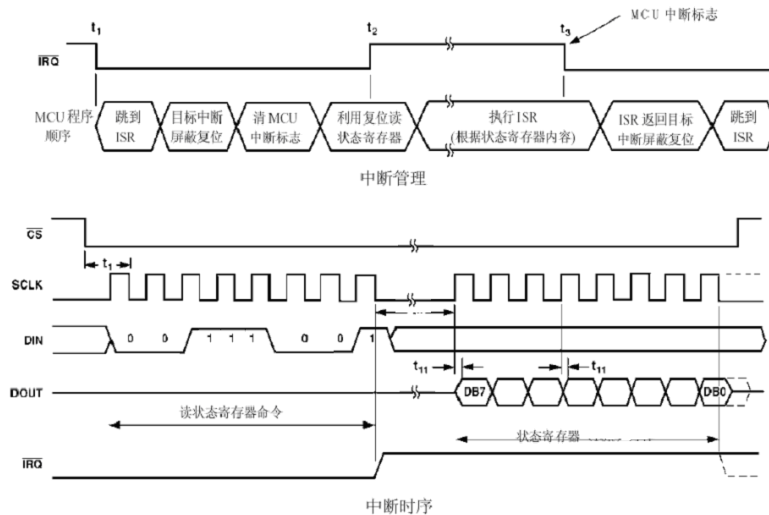 t1
t2
t3
MCU 中断标志
IRQ
MCU 程序
顺序
跳到
ISR
目标中断
屏蔽复位
清 MCU
中断标志
利用复位读
状态寄存器
执行 ISR
(根据状态寄存器内容)
ISR 返回目标
中断屏蔽复位
跳到
ISR
中断管理
CS
t1
SCLK
DIN
0 0 1 1 1 0 0 1
t11
t11
DOUT
DB7
DB0
读状态寄存器命令
状态寄存器
IRQ
中断时序